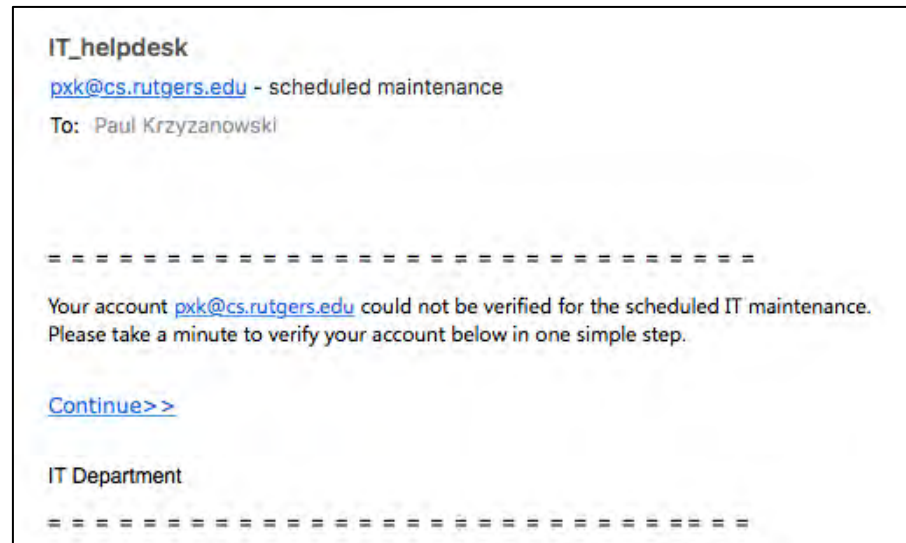 IT_helpdesk
pxk@cs.rutgers.edu - scheduled maintenance
To: Paul Krzyzanowski
= = = = = = = = = = = = = = = = = = = = = = = = = = = = = =
Your account pxk@cs.rutgers.edu could not be verified for the scheduled IT maintenance.
Please take a minute to verify your account below in one simple step.
Continue>>
IT Department
= = = = = = = = = = = = = = = = = = = = = = = = = = = == = =